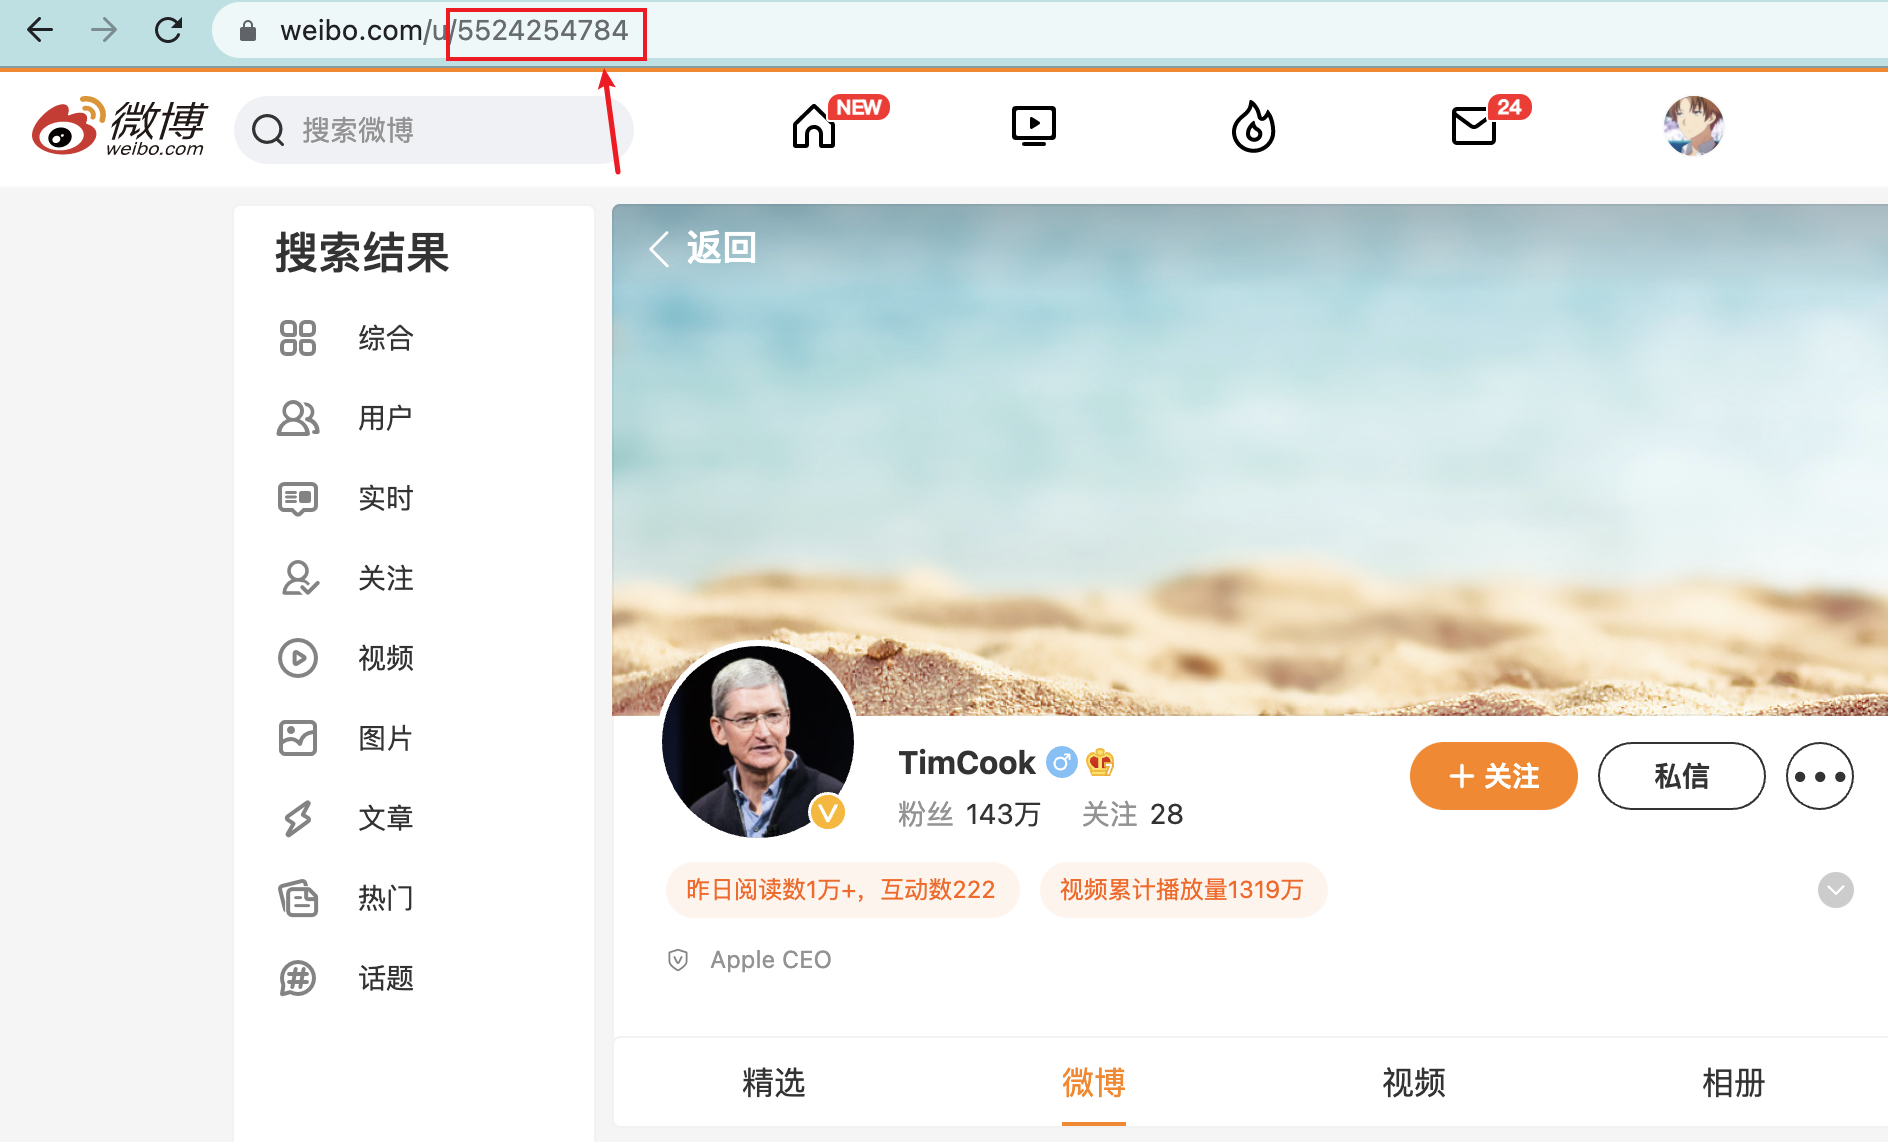 weibo.com/u/5524254784
微博
weibo.com
搜索微博
NEW
24
搜索结果
综合
用户
实时
关注
视频
图片
文章
热门
话题
返回
TimCook
7
粉丝 143万 关注 28
+ 关注
私信
昨日阅读数1万+，互动数222
视频累计播放量1319万
V
Apple CEO
精选
微博
视频
相册